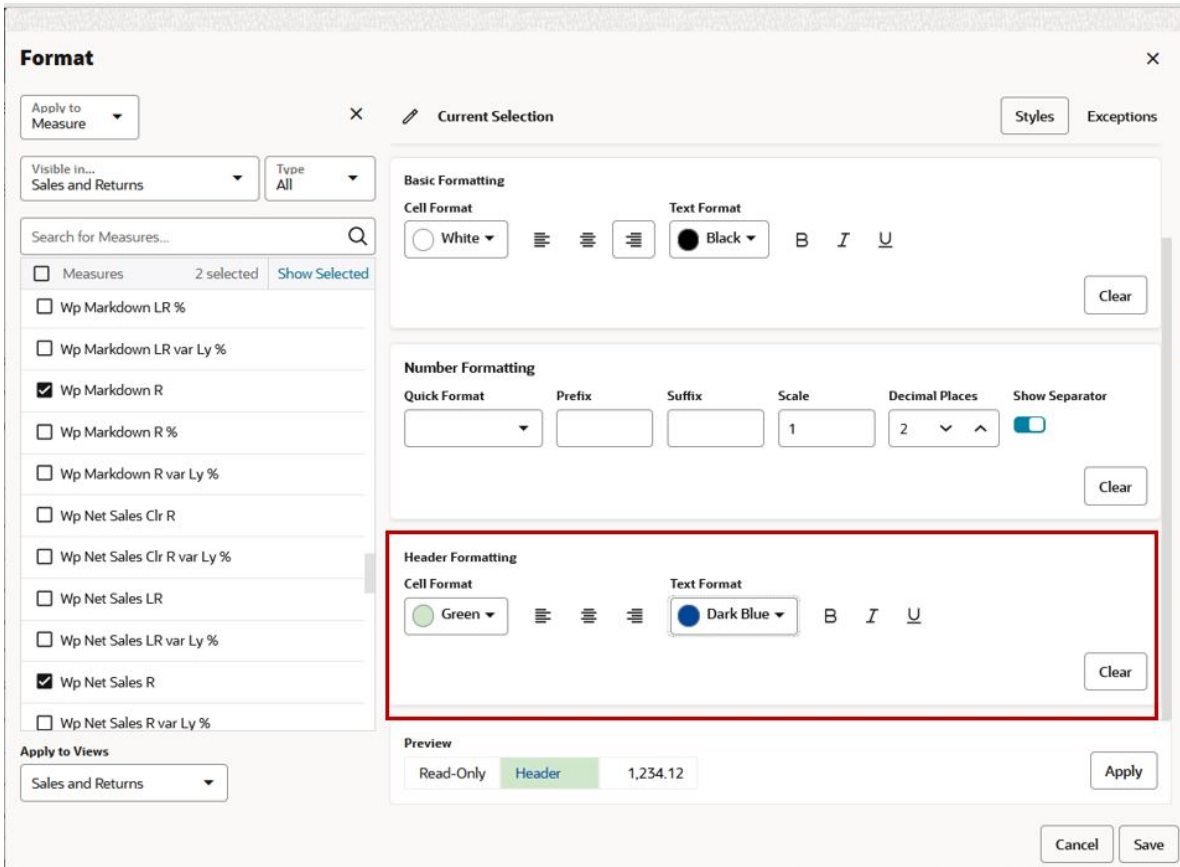 Format
Apply to
Measure
Visible in...
Sales and Returns
Type
All
Search for Measures...
Measures 2 selected Show Selected
Wp Markdown LR %
Wp Markdown LR var Ly %
Wp Markdown R
Wp Markdown R %
Wp Markdown R var Ly %
Wp Net Sales Clr R
Wp Net Sales Clr R var Ly %
Wp Net Sales LR
Wp Net Sales LR var Ly %
Wp Net Sales R
Wp Net Sales R var Ly %
Apply to Views
Sales and Returns
Current Selection Styles Exceptions
Basic Formatting
Cell Format Text Format
White Black B I U
Clear
Number Formatting
Quick Format Prefix Suffix Scale Decimal Places Show Separator
1 2
Clear
Header Formatting
Cell Format Text Format
Green Dark Blue B I U
Clear
Preview
Read-Only Header 1,234.12 Apply
Cancel Save